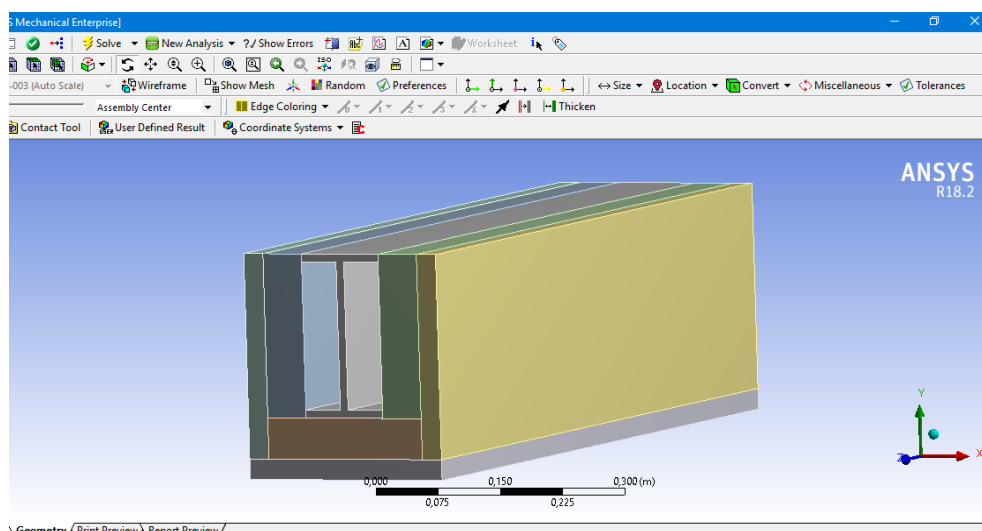 S Mechanical Enterprise]
Solve New Analysis ?/ Show Errors Worksheet
-003 (Auto Scale) Wireframe Show Mesh Random Preferences Size Location Convert Miscellaneous Tolerances
Assembly Center Edge Coloring Thicken
Contact Tool User Defined Result Coordinate Systems
ANSYS
R18.2
Y
X
Z
0,000 0,150 0,300 (m)
0,075 0,225
Geometry Print Preview Report Preview